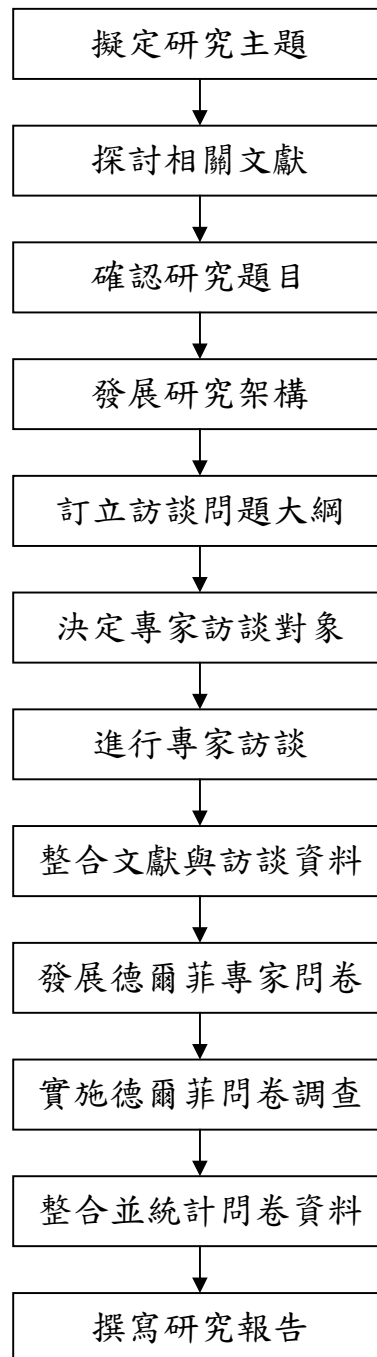 擬定研究主題
探討相關文獻
確認研究題目
發展研究架構
訂立訪談問題大綱
決定專家訪談對象
進行專家訪談
整合文獻與訪談資料
發展德爾菲專家問卷
實施德爾菲問卷調查
整合並統計問卷資料
撰寫研究報告